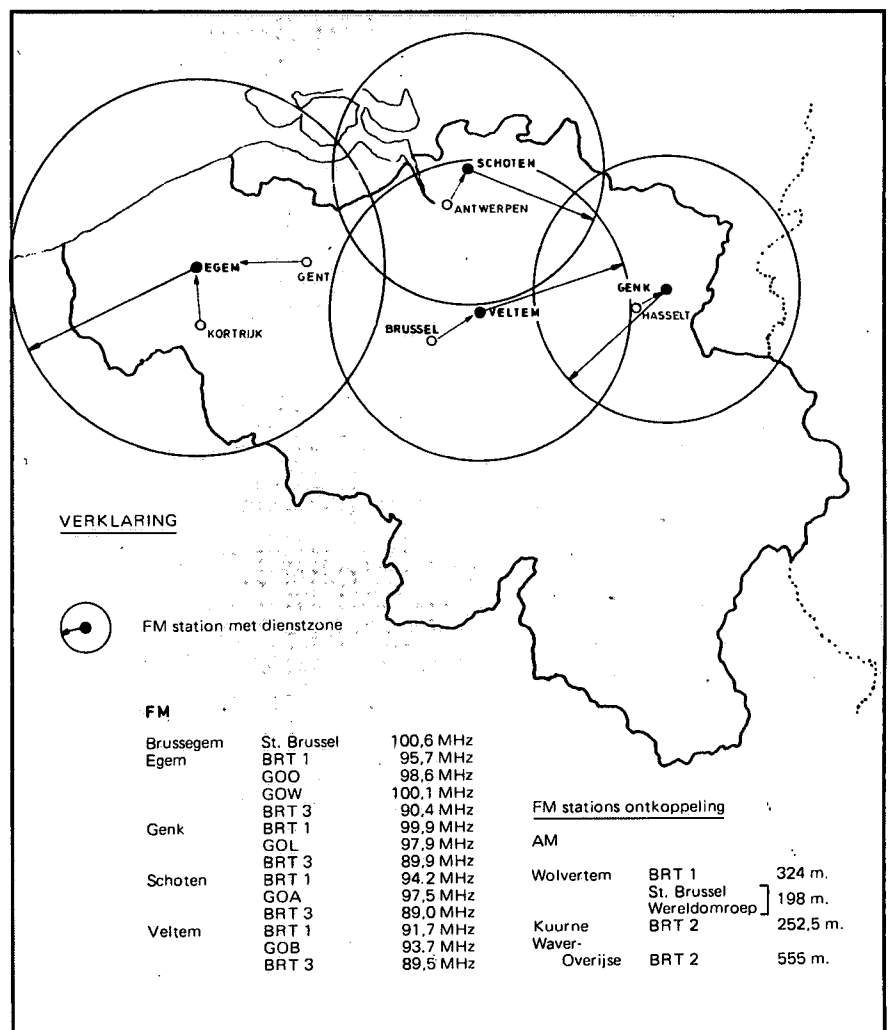 SCHOTEN
ANTWERPEN
EGEM
GENT
KORTRIJK
GENK
HASSELT
BRUSSEL
VELTEM
VERKLARING
FM station met dienstzone
FM
Brussegem St. Brussel 100,6 MHz
Egem BRT 1 95,7 MHz
GOO 98,6 MHz
GOW 100,1 MHz
BRT 3 90,4 MHz
Genk BRT 1 99,9 MHz
GOL 97,9 MHz
BRT 3 89,9 MHz
Schoten BRT 1 94.2 MHz
GOA 97,5 MHz
BRT 3 89,0 MHz
Veltem BRT 1 91,7 MHz
GOB 93.7 MHz
BRT 3 89,5 MHz
FM stations ontkoppeling
AM
Wolvertem BRT 1 324 m.
St. Brussel
Wereldomroep 198 m.
Kuurne BRT 2 252,5 m.
Waver-
Overijse BRT 2 555 m.